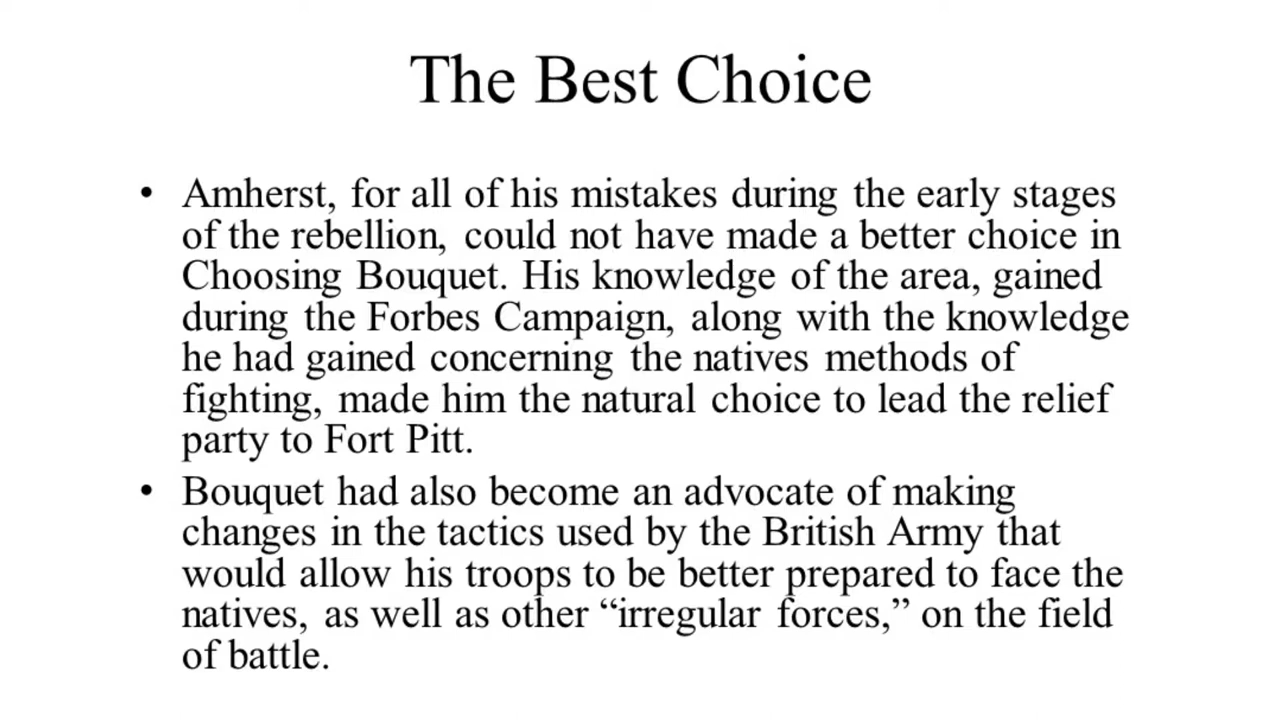 The Best Choice
• Amherst, for all of his mistakes during the early stages
of the rebellion, could not have made a better choice in
Choosing Bouquet. His knowledge of the area, gained
during the Forbes Campaign, along with the knowledge
he had gained concerning the natives methods of
fighting, made him the natural choice to lead the relief
party to Fort Pitt.
• Bouquet had also become an advocate of making
changes in the tactics used by the British Army that
would allow his troops to be better prepared to face the
natives, as well as other “irregular forces,” on the field
of battle.